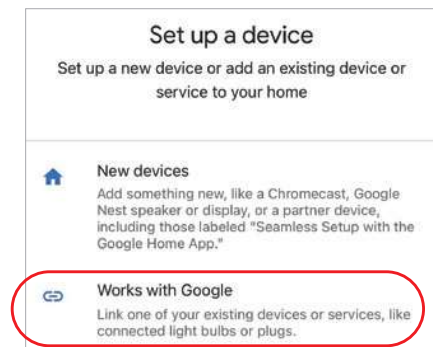 Set up a device
Set up a new device or add an existing device or
service to your home
New devices
Add something new, like a Chromecast, Google
Nest speaker or display, or a partner device,
including those labeled "Seamless Setup with the
Google Home App."
Works with Google
Link one of your existing devices or services, like
connected light bulbs or plugs.